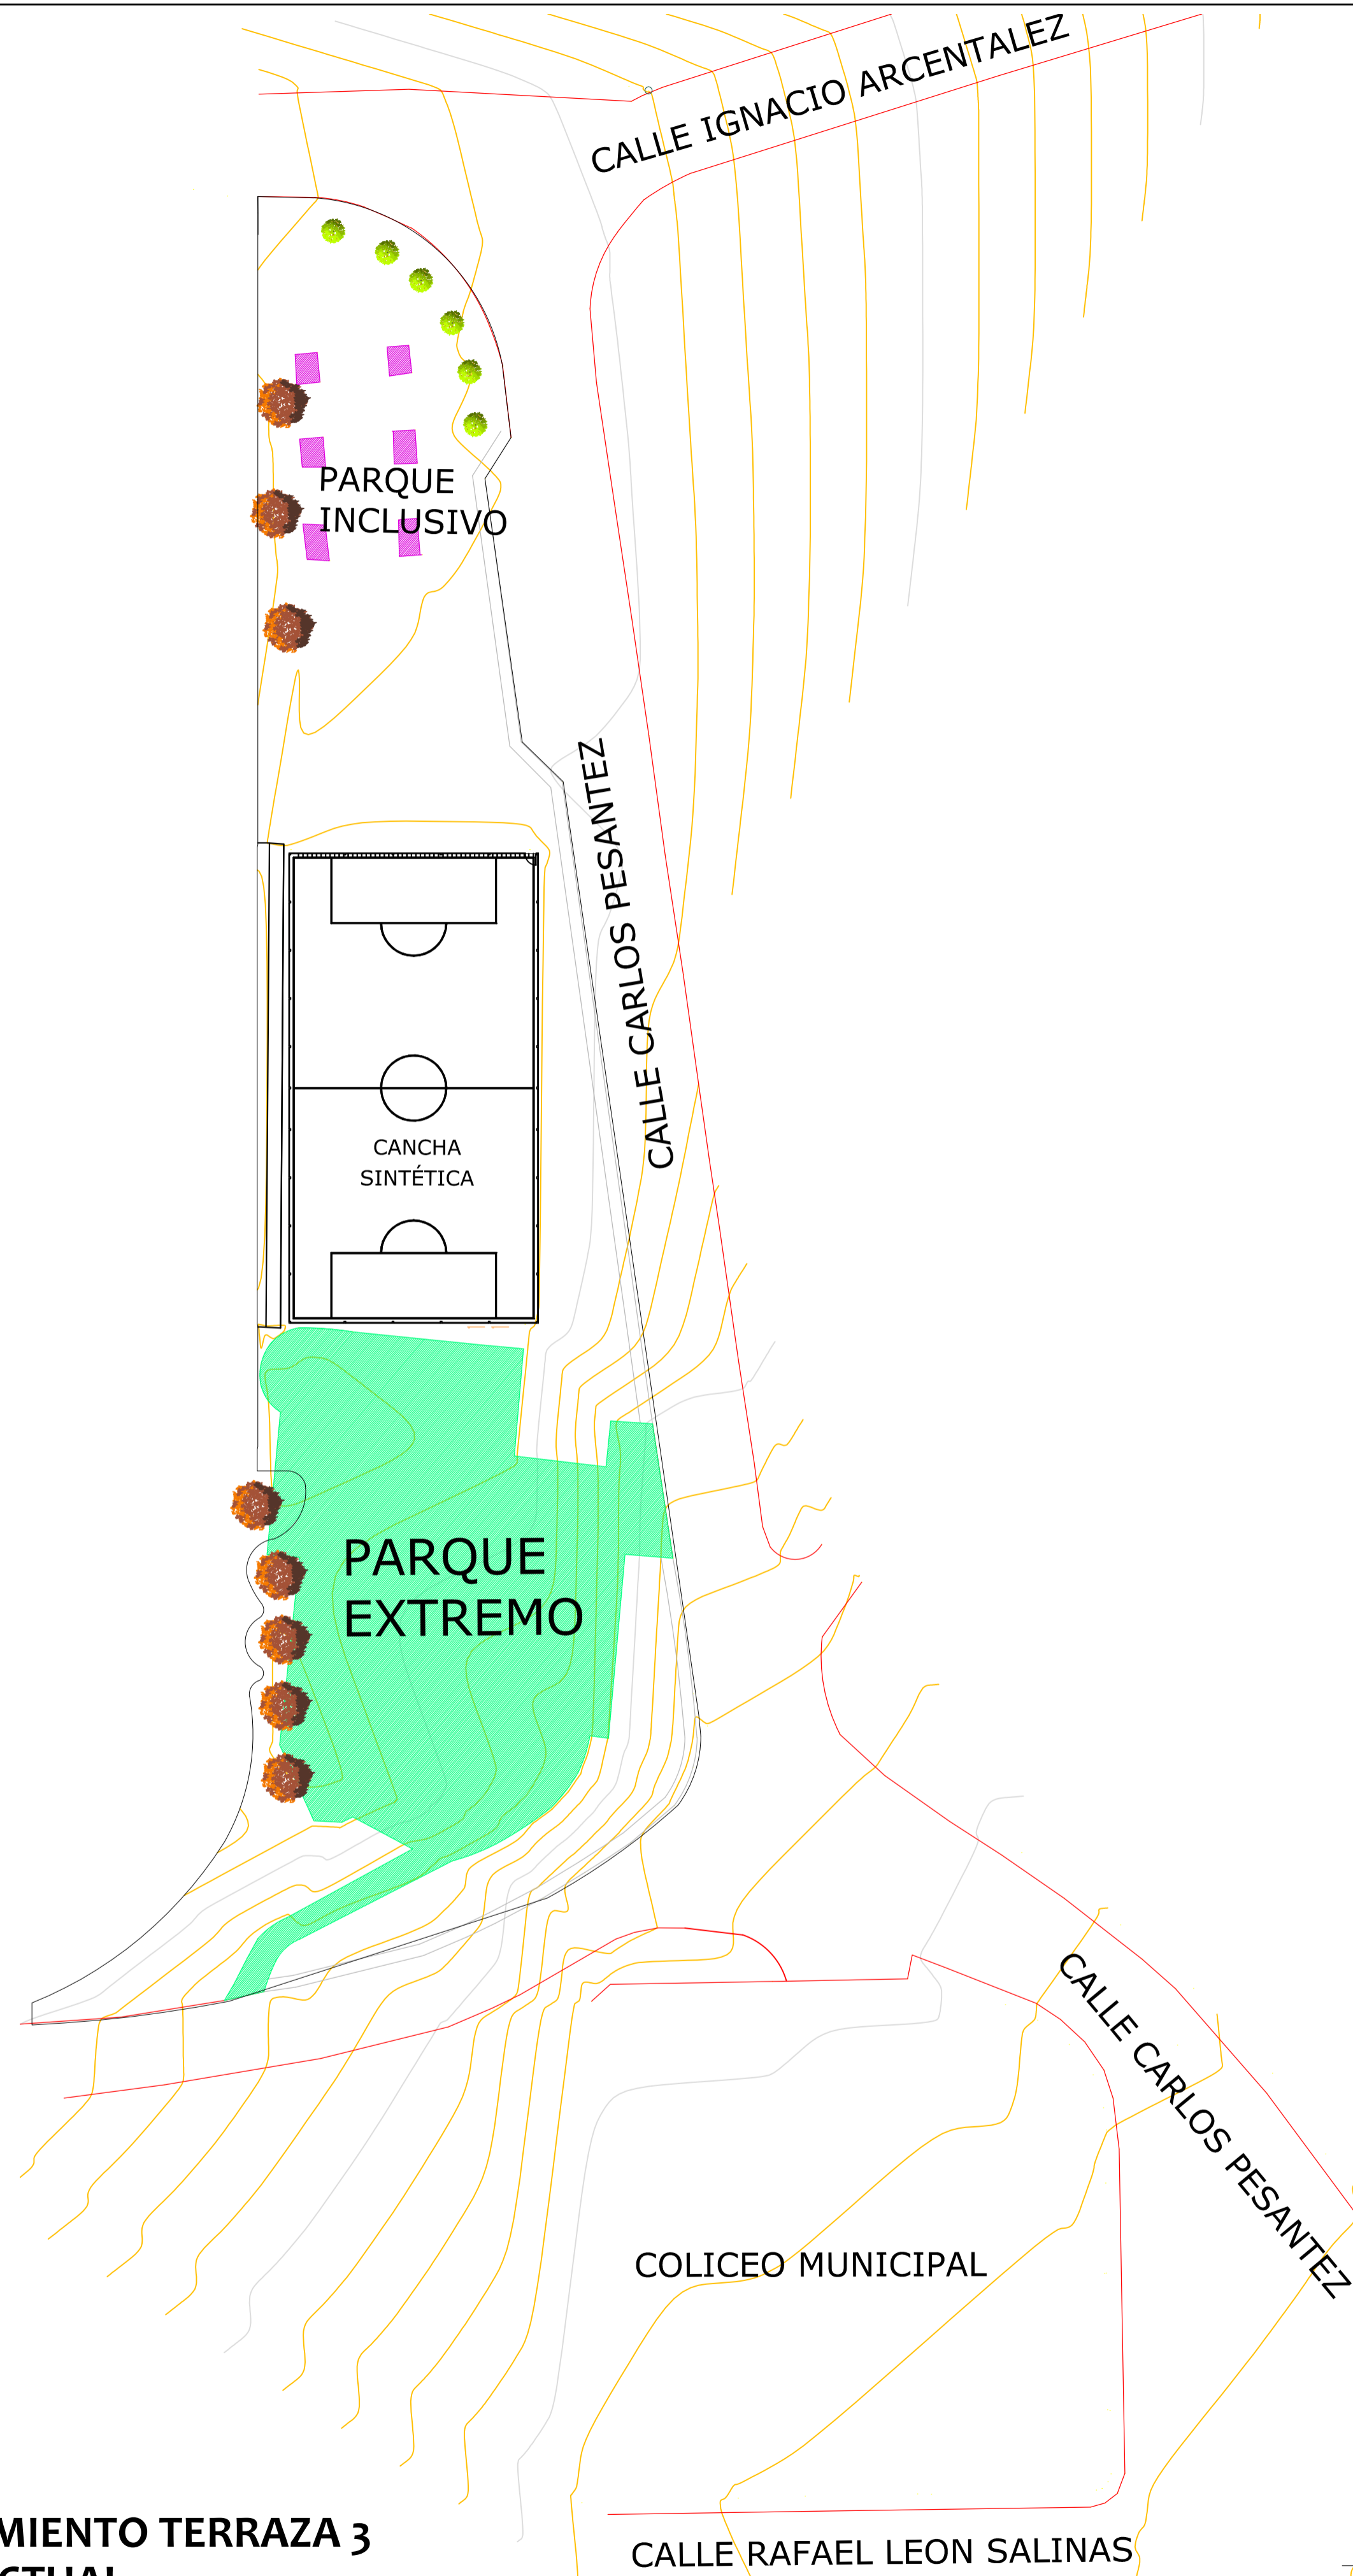 CALLE IGNACIO ARCENTALEZ
PARQUE
INCLUSIVO
CALLE CARLOS PESANTEZ
CANCHA
SINTÉTICA
PARQUE
EXTREMO
CALLE CARLOS PESANTEZ
COLICEO MUNICIPAL
MIENTO TERRAZA 3
CTUAL
CALLE RAFAEL LEON SALINAS